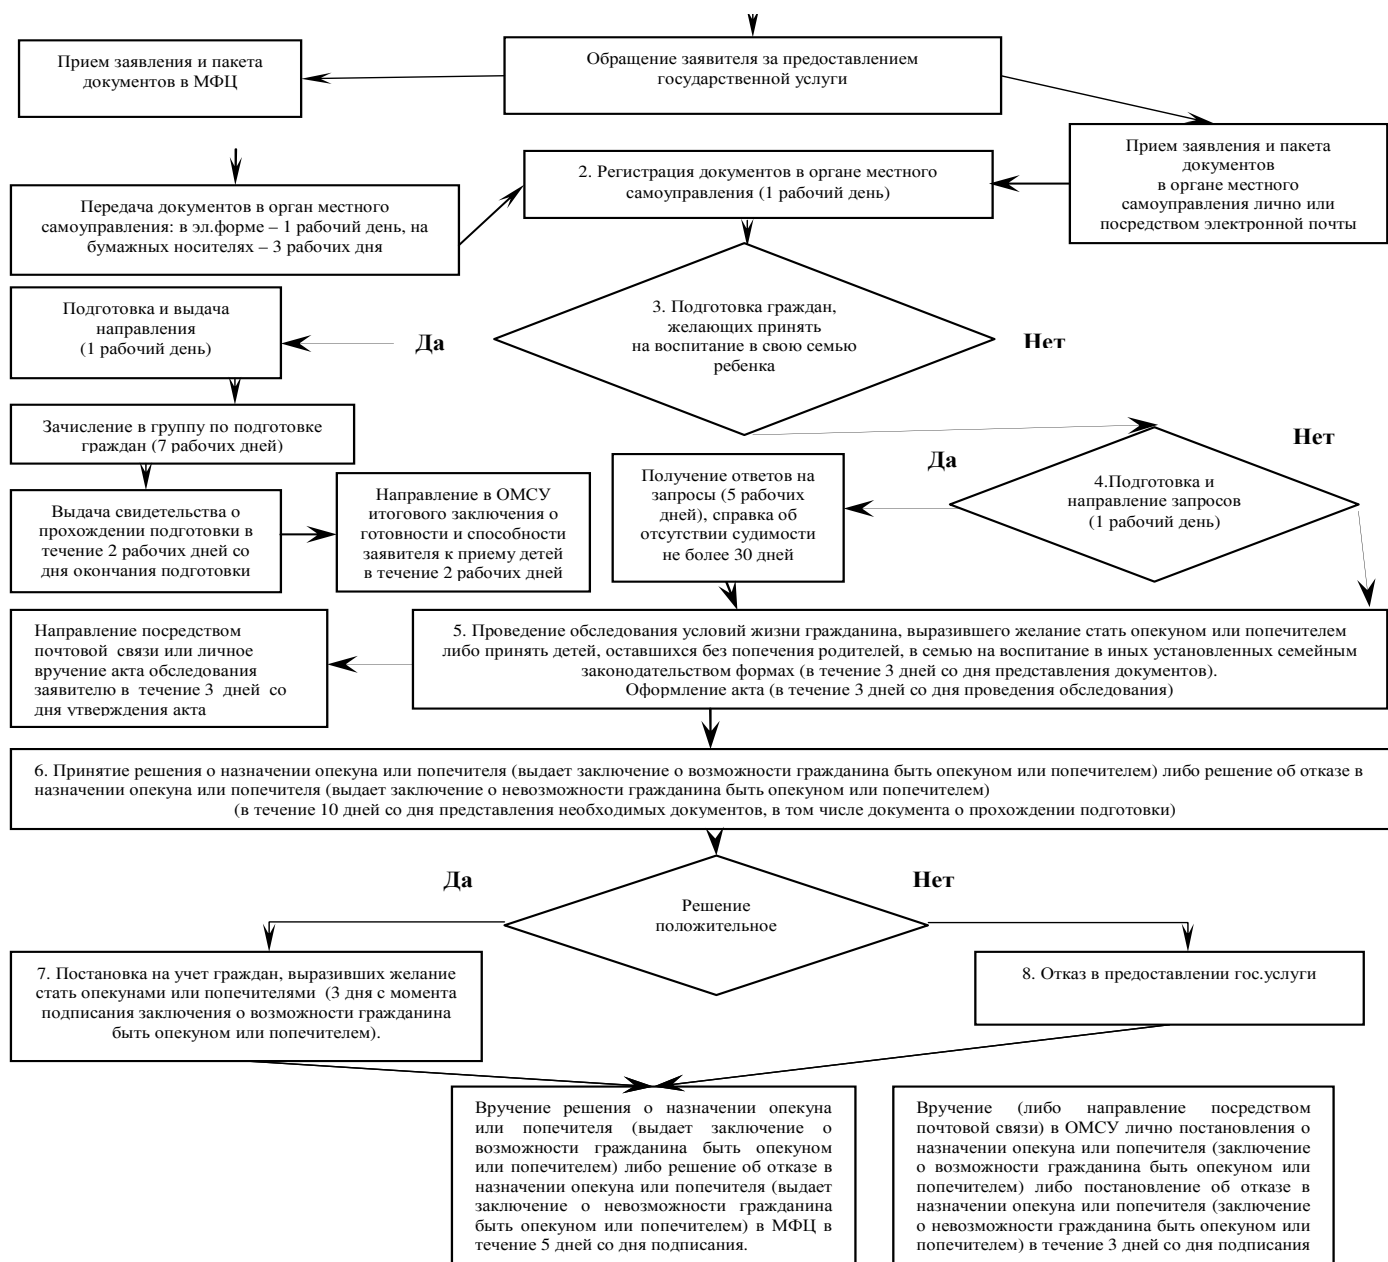 Прием заявления и пакета
документов в МФЦ
Обращение заявителя за предоставлением
государственной услуги
Прием заявления и пакета
документов
в органе местного
самоуправления лично или
посредством электронной почты
2. Регистрация документов в органе местного
самоуправления (1 рабочий день)
Передача документов в орган местного
самоуправления: в эл.форме – 1 рабочий день, на
бумажных носителях – 3 рабочих дня
Подготовка и выдача
направления
(1 рабочий день)
Да
3. Подготовка граждан,
желающих принять
на воспитание в свою семью
ребенка
Нет
Зачисление в группу по подготовке
граждан (7 рабочих дней)
Выдача свидетельства о
прохождении подготовки в
течение 2 рабочих дней со
дня окончания подготовки
Направление в ОМСУ
итогового заключения о
готовности и способности
заявителя к приему детей
в течение 2 рабочих дней
Получение ответов на
запросы (5 рабочих
дней), справка об
отсутствии судимости
не более 30 дней
Да
4.Подготовка и
направление запросов
(1 рабочий день)
Нет
Направление посредством
почтовой связи или личное
вручение акта обследования
заявителю в течение 3 дней со
дня утверждения акта
5. Проведение обследования условий жизни гражданина, выразившего желание стать опекуном или попечителем
либо принять детей, оставшихся без попечения родителей, в семью на воспитание в иных установленных семейным
законодательством формах (в течение 3 дней со дня представления документов).
Оформление акта (в течение 3 дней со дня проведения обследования)
6. Принятие решения о назначении опекуна или попечителя (выдает заключение о возможности гражданина быть опекуном или попечителем) либо решение об отказе в
назначении опекуна или попечителя (выдает заключение о невозможности гражданина быть опекуном или попечителем)
(в течение 10 дней со дня представления необходимых документов, в том числе документа о прохождении подготовки)
Да
Решение
положительное
Нет
7. Постановка на учет граждан, выразивших желание
стать опекунами или попечителями (3 дня с момента
подписания заключения о возможности гражданина
быть опекуном или попечителем).
8. Отказ в предоставлении гос.услуги
Вручение решения о назначении опекуна
или попечителя (выдает заключение о
возможности гражданина быть опекуном
или попечителем) либо решение об отказе в
назначении опекуна или попечителя (выдает
заключение о невозможности гражданина
быть опекуном или попечителем) в МФЦ в
течение 5 дней со дня подписания.
Вручение (либо направление посредством
почтовой связи) в ОМСУ лично постановления о
назначении опекуна или попечителя (заключение
о возможности гражданина быть опекуном или
попечителем) либо постановление об отказе в
назначении опекуна или попечителя (заключение
о невозможности гражданина быть опекуном или
попечителем) в течение 3 дней со дня подписания